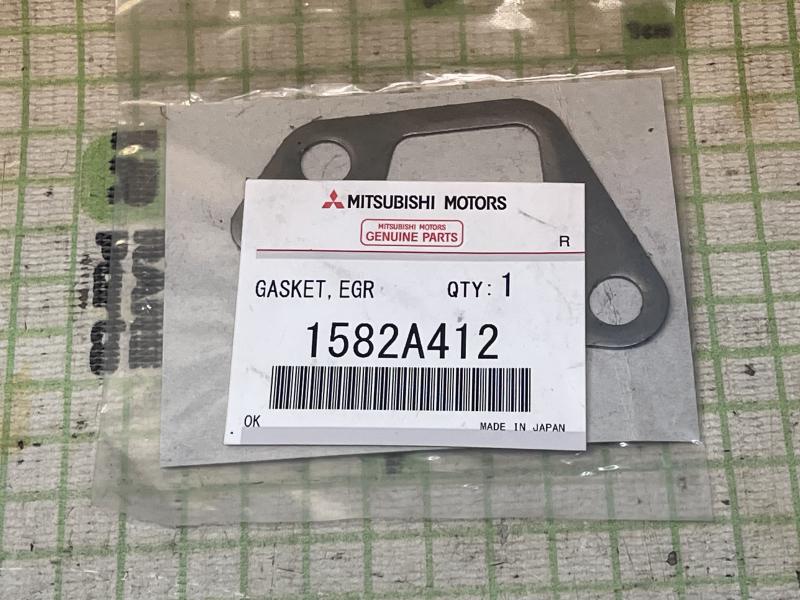 MITSUBISHI MOTORS
MITSUBISHI MOTORS
GENUINE PARTS
R
GASKET, EGR QTY: 1
1582A412
OK MADE IN JAPAN